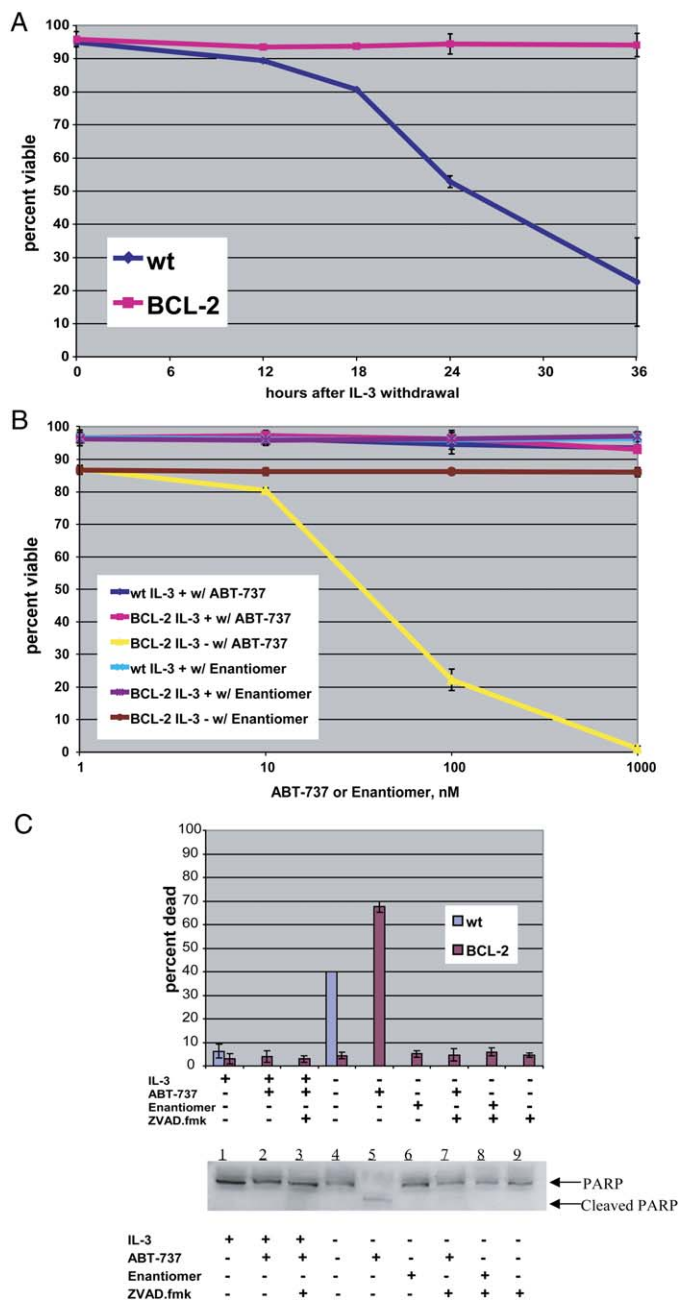 A
100
90
80
70
60
50
40
30
20
10
0
percent viable
wt
BCL-2
0 6 12 18 24 30 36
hours after IL-3 withdrawal
B
100
90
80
70
60
50
40
30
20
10
0
percent viable
wt IL-3 + w/ ABT-737
BCL-2 IL-3 + w/ ABT-737
BCL-2 IL-3 - w/ ABT-737
wt IL-3 + w/ Enantiomer
BCL-2 IL-3 + w/ Enantiomer
BCL-2 IL-3 - w/ Enantiomer
1 10 100 1000
ABT-737 or Enantiomer, nM
C
100
90
80
70
60
50
40
30
20
10
0
percent dead
wt
BCL-2
IL-3 + + + - - - - - -
ABT-737 - + + - + - + - -
Enantiomer - - - - - + - + -
ZVAD.fmk - - + - - - + + +
1 2 3 4 5 6 7 8 9
PARP
Cleaved PARP
IL-3 + + + - - - - - -
ABT-737 - + + - + - + - -
Enantiomer - - - - - + - + -
ZVAD.fmk - - + - - - + + +